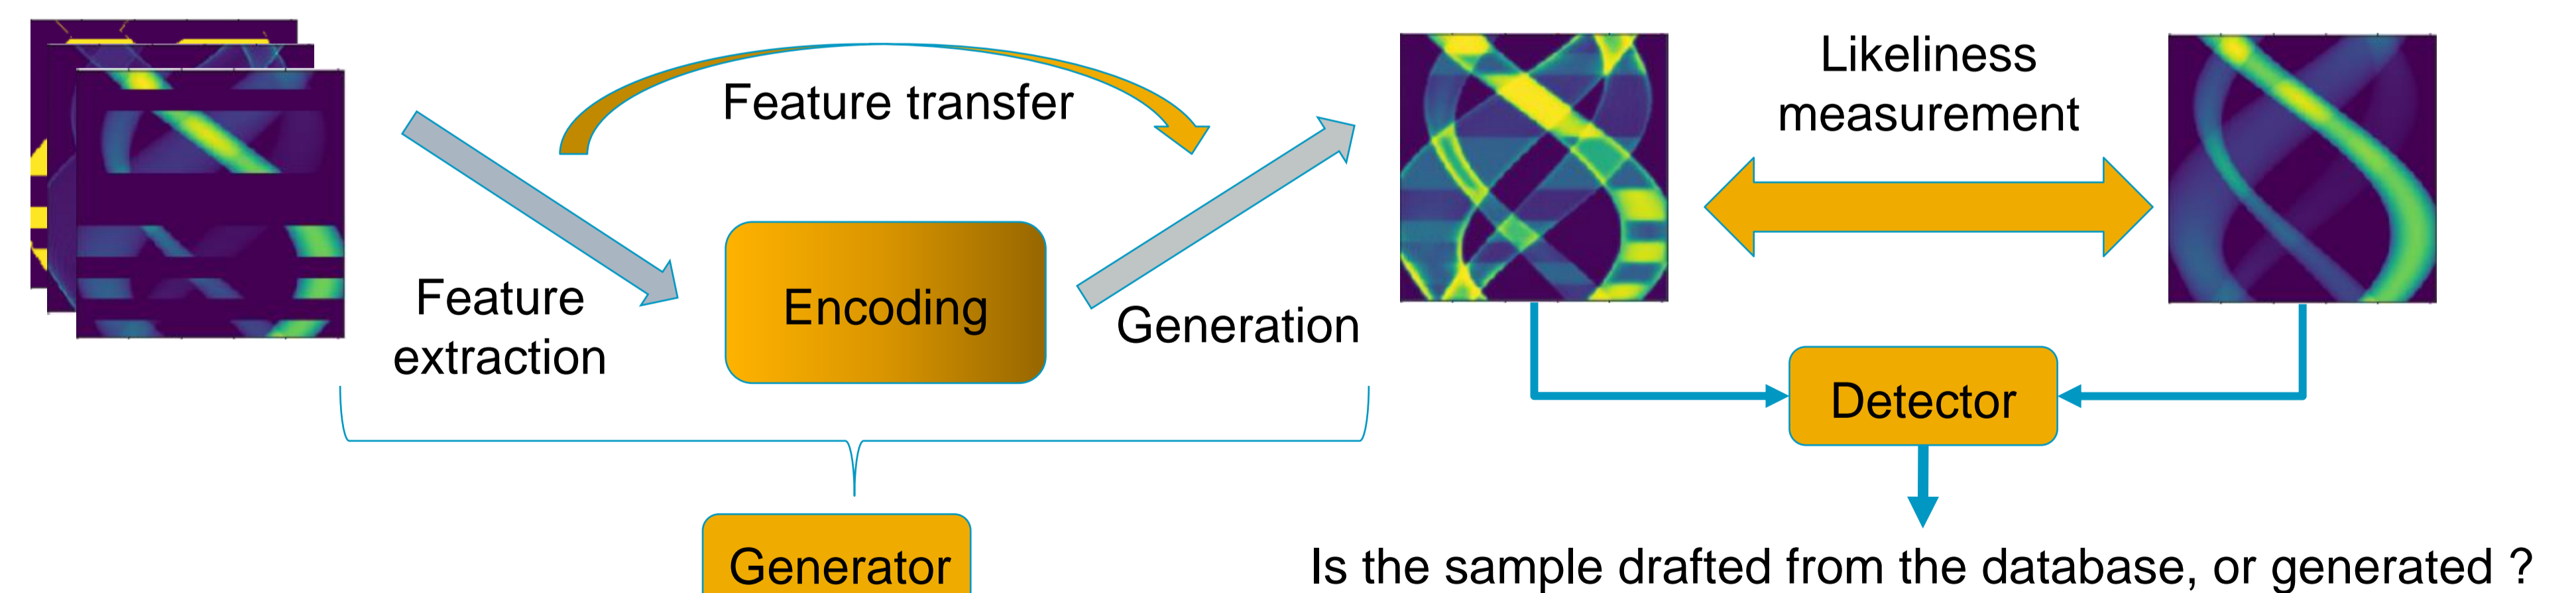 Feature transfer
Likeliness
measurement
Feature
extraction
Encoding
Generation
Detector
Generator
Is the sample drafted from the database, or generated ?